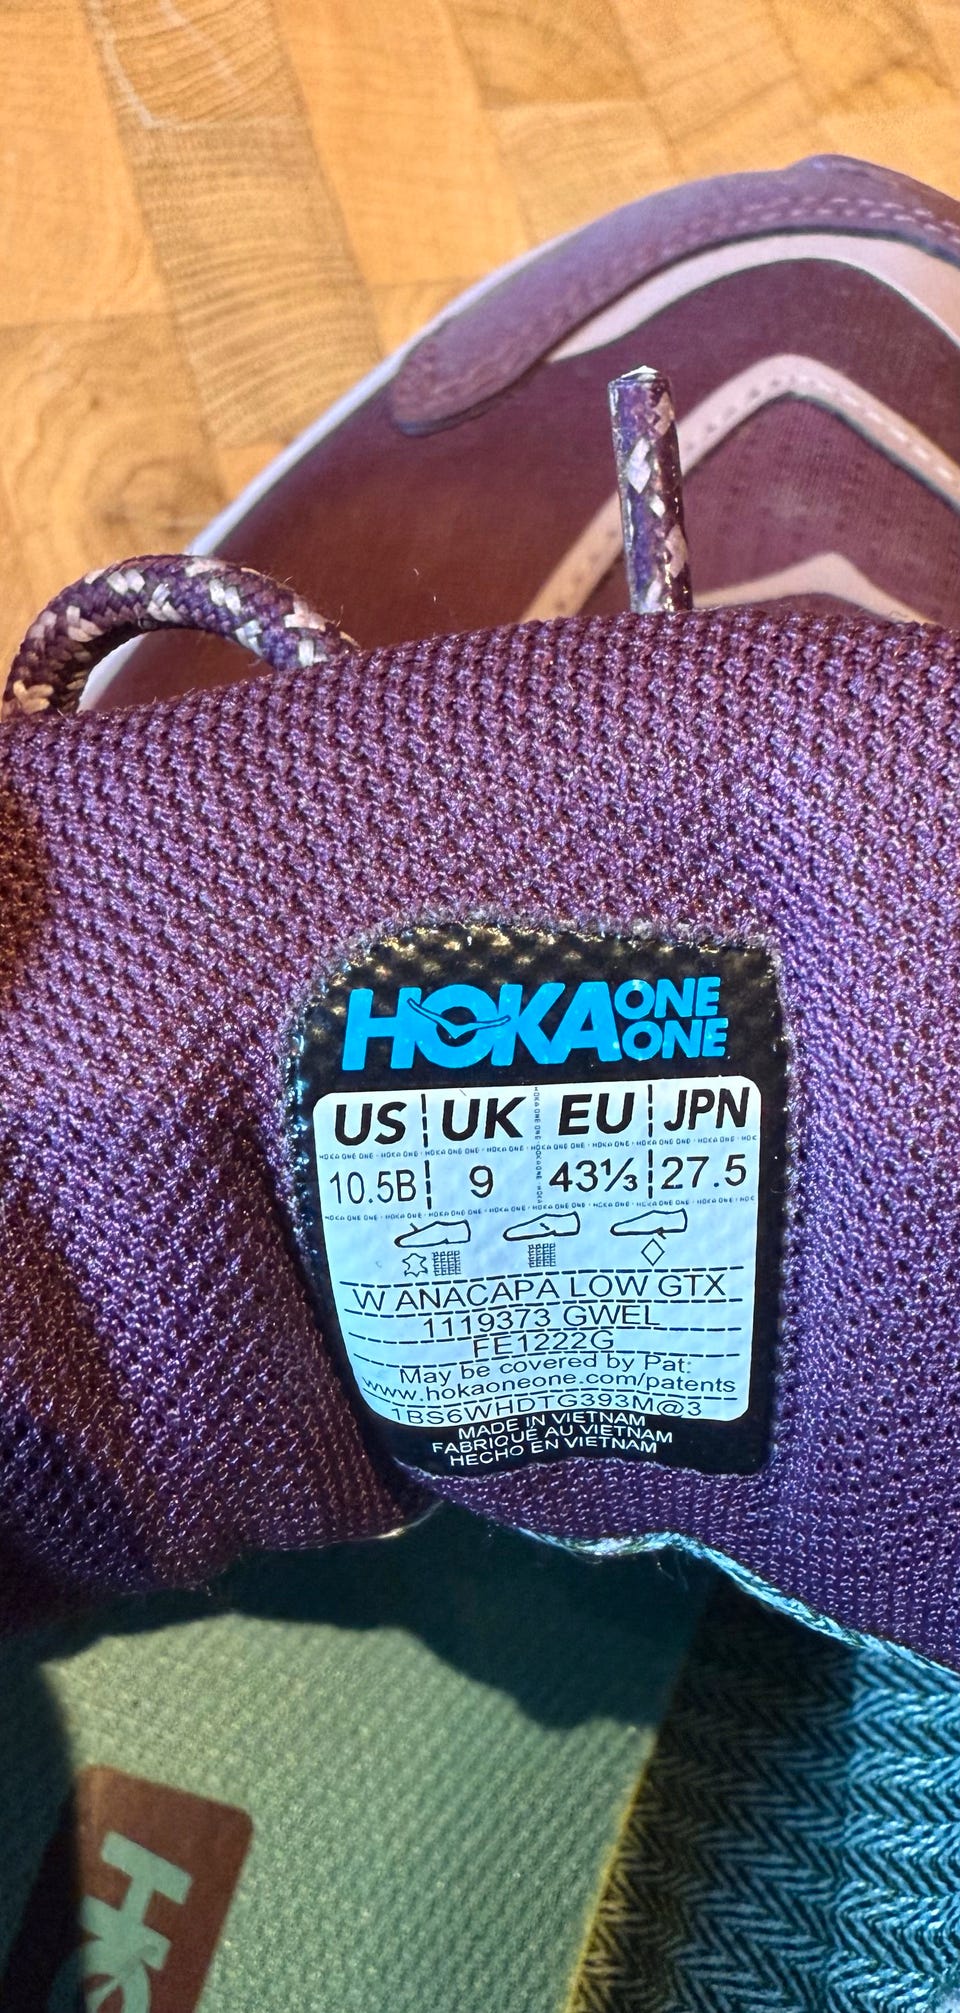 HOKA ONE ONE
US UK EU JPN
10.5B 9 43⅓ 27.5
W ANACAPA LOW GTX
1119373 GWEL
FE1222G
May be covered by Pat:
www.hokaoneone.com/patents
1BS6WHDTG393M@3
MADE IN VIETNAM
FABRIQUÉ AU VIETNAM
HECHO EN VIETNAM